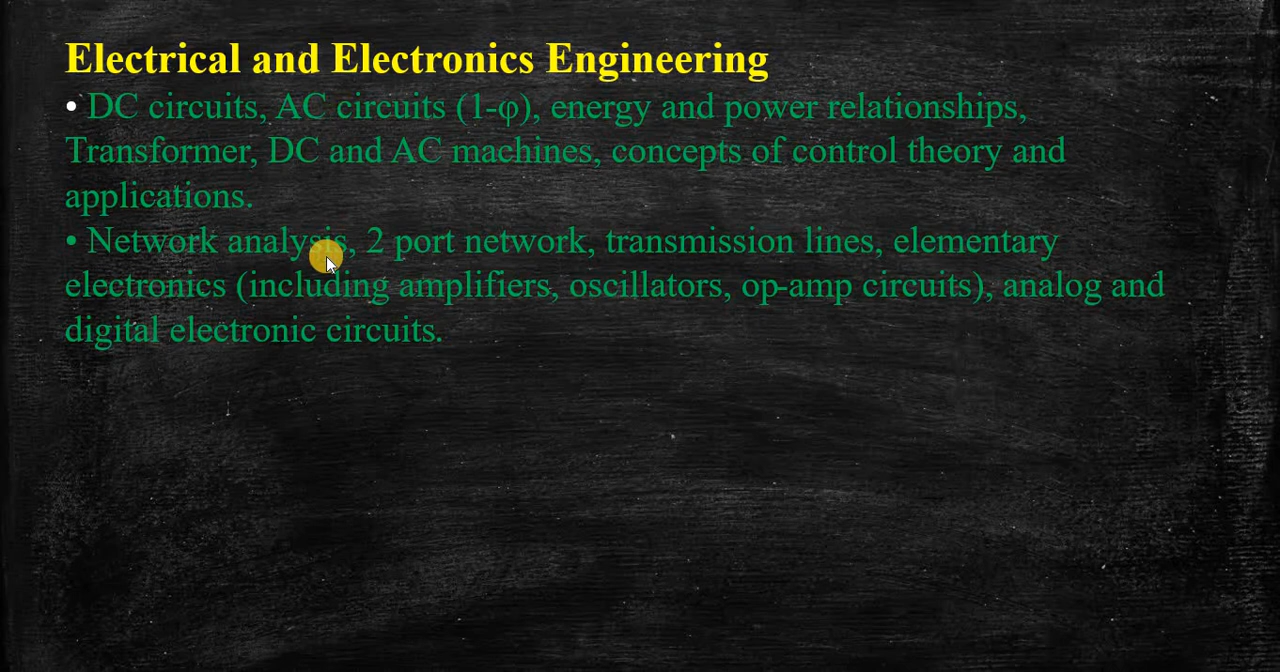 Electrical and Electronics Engineering
• DC circuits, AC circuits (1-φ), energy and power relationships,
Transformer, DC and AC machines, concepts of control theory and
applications.
• Network analysis, 2 port network, transmission lines, elementary
electronics (including amplifiers, oscillators, op-amp circuits), analog and
digital electronic circuits.